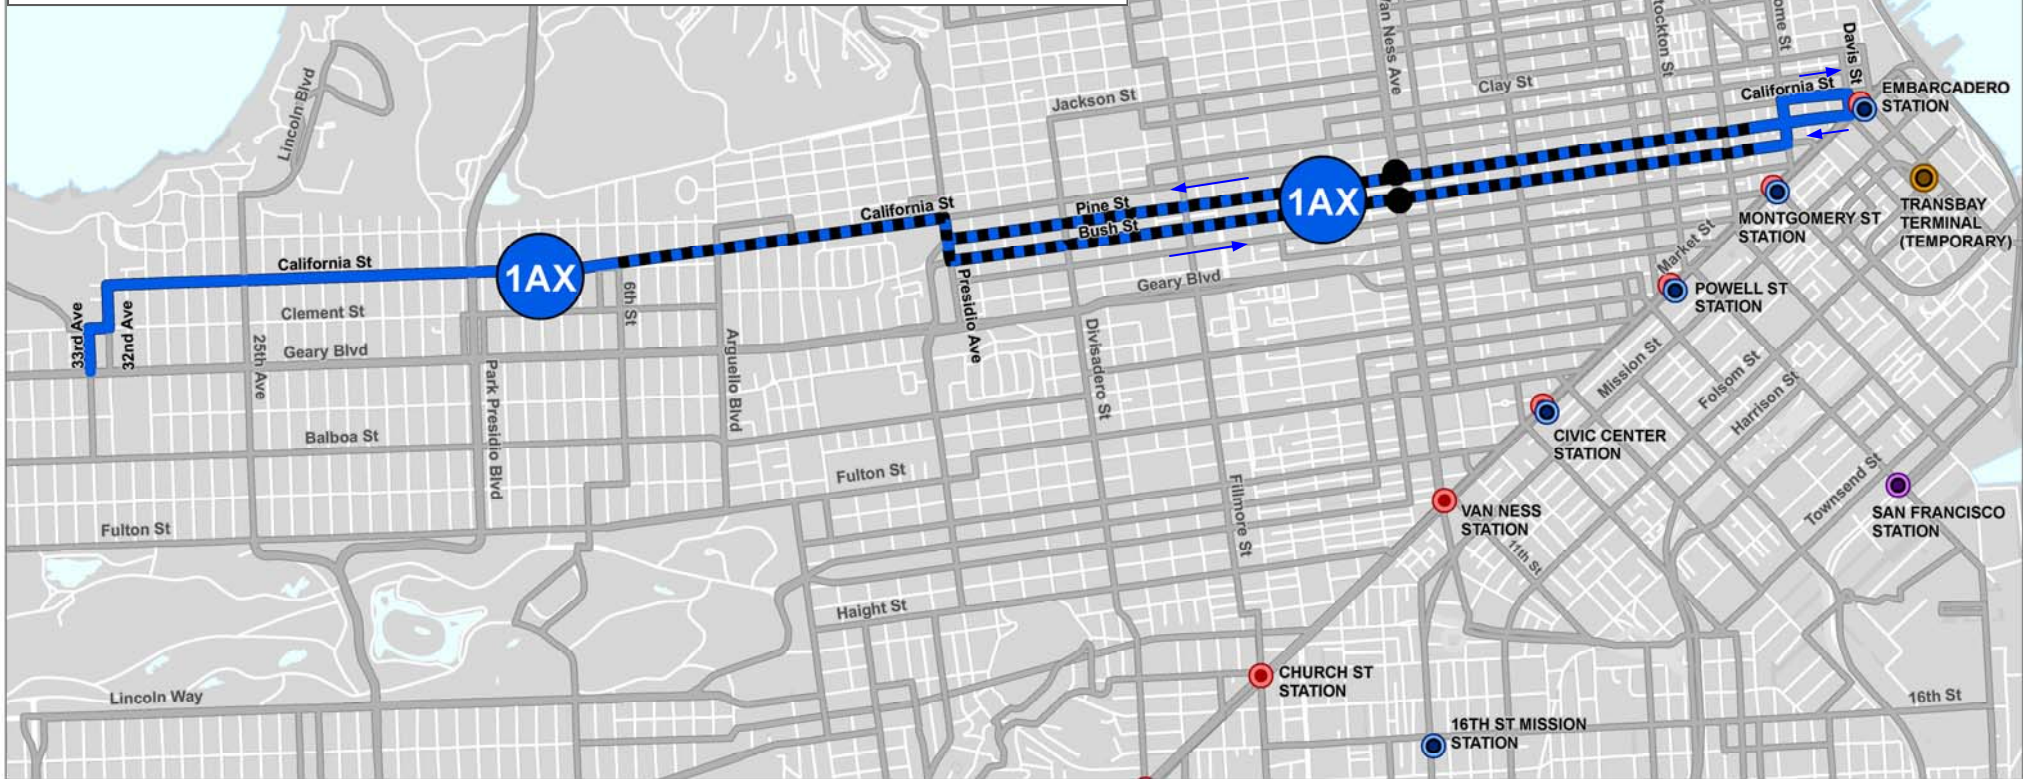 Van Ness Ave
Stockton St
ome St
Davis St
Lincoln Blvd
Jackson St
Clay St
California St
EMBARCADERO
STATION
TRANSBAY
TERMINAL
(TEMPORARY)
MONTGOMERY ST
STATION
Market St
POWELL ST
STATION
1AX
Pine St
Bush St
California St
1AX
California St
Clement St
Geary Blvd
33rd Ave
32nd Ave
25th Ave
6th St
Park Presidio Blvd
Arguello Blvd
Presidio Ave
Geary Blvd
Divisadero St
Mission St
Folsom St
Harrison St
Balboa St
CIVIC CENTER
STATION
Fulton St
Fulton St
Fillmore St
VAN NESS
STATION
11th St
Townsend St
SAN FRANCISCO
STATION
Haight St
CHURCH ST
STATION
Lincoln Way
16th St
16TH ST MISSION
STATION